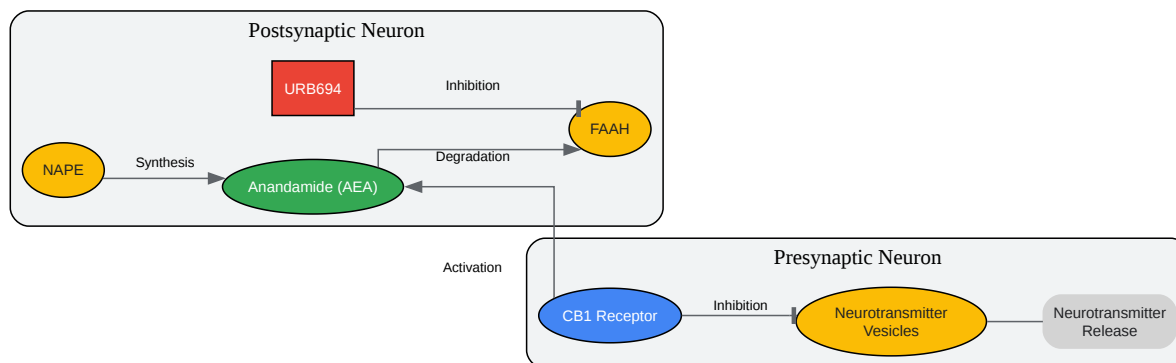 Postsynaptic Neuron
URB694
Inhibition
FAAH
NAPE
Synthesis
Degradation
Anandamide (AEA)
Activation
Presynaptic Neuron
CB1 Receptor
Inhibition
Neurotransmitter
Vesicles
Neurotransmitter
Release